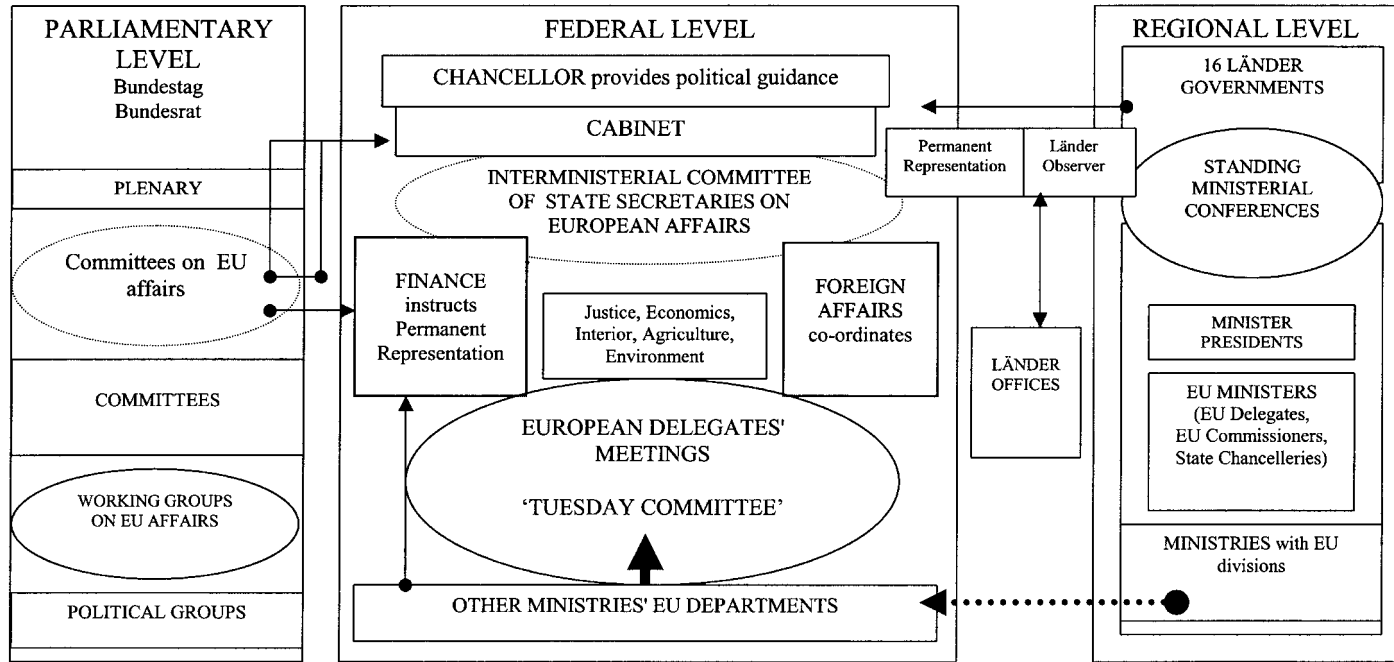 PARLIAMENTARY
LEVEL
Bundestag
Bundesrat
PLENARY
Committees on EU
affairs
COMMITTEES
WORKING GROUPS
ON EU AFFAIRS
POLITICAL GROUPS
FEDERAL LEVEL
CHANCELLOR provides political guidance
CABINET
INTERMINISTERIAL COMMITTEE
OF STATE SECRETARIES ON
EUROPEAN AFFAIRS
FINANCE
instructs
Permanent
Representation
Justice, Economics,
Interior, Agriculture,
Environment
FOREIGN
AFFAIRS
co-ordinates
EUROPEAN DELEGATES'
MEETINGS
‘TUESDAY COMMITTEE’
OTHER MINISTRIES' EU DEPARTMENTS
Permanent
Representation
Länder
Observer
LÄNDER
OFFICES
REGIONAL LEVEL
16 LÄNDER
GOVERNMENTS
STANDING
MINISTERIAL
CONFERENCES
MINISTER
PRESIDENTS
EU MINISTERS
(EU Delegates,
EU Commissioners,
State Chancelleries)
MINISTRIES with EU
divisions